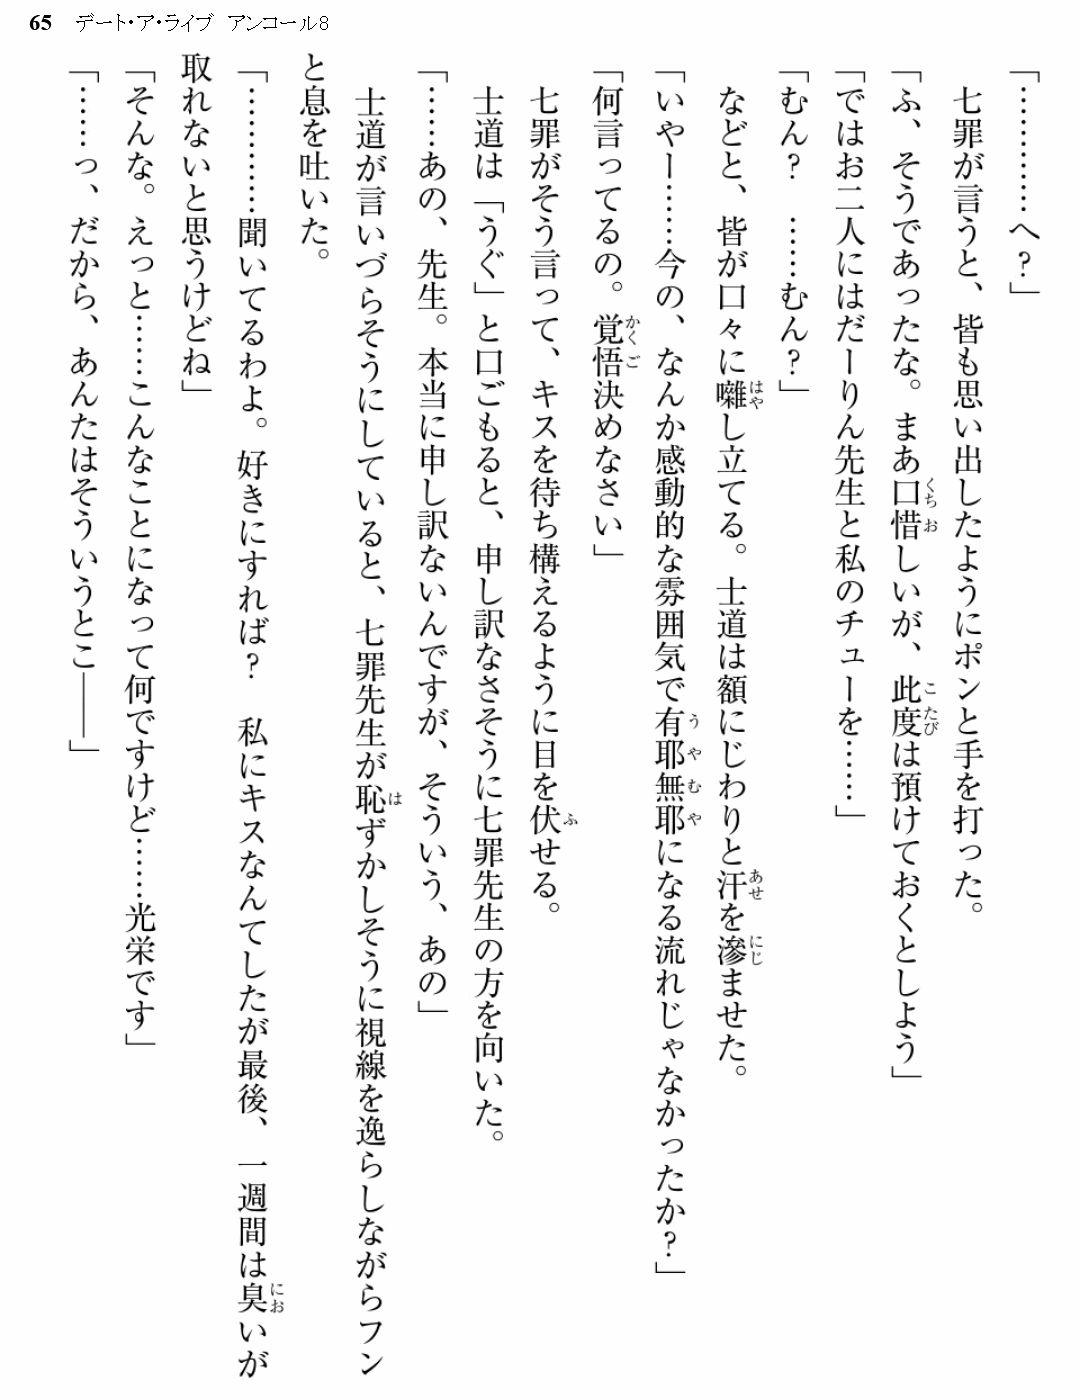 65 デート・ア・ライブ アンコール8
「…………へ？」
七罪が言うと、皆も思い出したようにポンと手を打った。
「ふ、そうであったな。まあ口惜しいが、此度は預けておくとしよう」
「ではお二人にはだーりん先生と私のチューを……」
「むん？　……むん？」
などと、皆が口々に囃し立てる。士道は額にじわりと汗を滲ませた。
「いやー……今の、なんか感動的な雰囲気で有耶無耶になる流れじゃなかったか？」
「何言ってるの。覚悟決めなさい」
七罪がそう言って、キスを待ち構えるように目を伏せる。
士道は「うぐ」と口ごもると、申し訳なさそうに七罪先生の方を向いた。
「……あの、先生。本当に申し訳ないんですが、そういう、あの」
士道が言いづらそうにしていると、七罪先生が恥ずかしそうに視線を逸らしながらフン
と息を吐いた。
「…………聞いてるわよ。好きにすれば？　私にキスなんてしたが最後、一週間は臭いが
取れないと思うけどね」
「そんな。えっと……こんなことになって何ですけど……光栄です」
「……っ、だから、あんたはそういうとこ――」